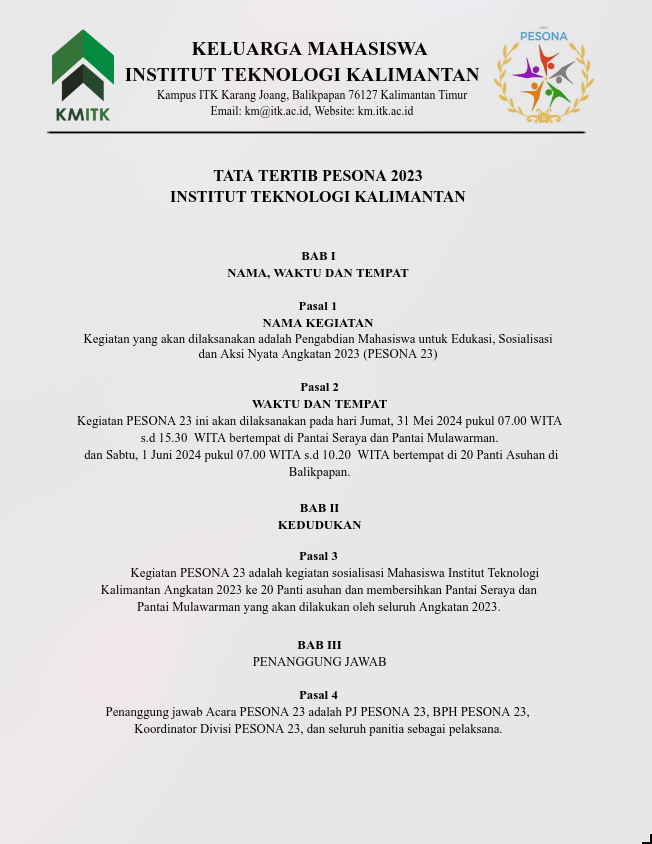 KELUARGA MAHASISWA
INSTITUT TEKNOLOGI KALIMANTAN
Kampus ITK Karang Joang, Balikpapan 76127 Kalimantan Timur
Email: km@itk.ac.id, Website: km.itk.ac.id
KMITK
PESONA
TATA TERTIB PESONA 2023
INSTITUT TEKNOLOGI KALIMANTAN
BAB I
NAMA, WAKTU DAN TEMPAT
Pasal 1
NAMA KEGIATAN
Kegiatan yang akan dilaksanakan adalah Pengabdian Mahasiswa untuk Edukasi, Sosialisasi
dan Aksi Nyata Angkatan 2023 (PESONA 23)
Pasal 2
WAKTU DAN TEMPAT
Kegiatan PESONA 23 ini akan dilaksanakan pada hari Jumat, 31 Mei 2024 pukul 07.00 WITA
s.d 15.30 WITA bertempat di Pantai Seraya dan Pantai Mulawarman.
dan Sabtu, 1 Juni 2024 pukul 07.00 WITA s.d 10.20 WITA bertempat di 20 Panti Asuhan di
Balikpapan.
BAB II
KEDUDUKAN
Pasal 3
Kegiatan PESONA 23 adalah kegiatan sosialisasi Mahasiswa Institut Teknologi
Kalimantan Angkatan 2023 ke 20 Panti asuhan dan membersihkan Pantai Seraya dan
Pantai Mulawarman yang akan dilakukan oleh seluruh Angkatan 2023.
BAB III
PENANGGUNG JAWAB
Pasal 4
Penanggung jawab Acara PESONA 23 adalah PJ PESONA 23, BPH PESONA 23,
Koordinator Divisi PESONA 23, dan seluruh panitia sebagai pelaksana.